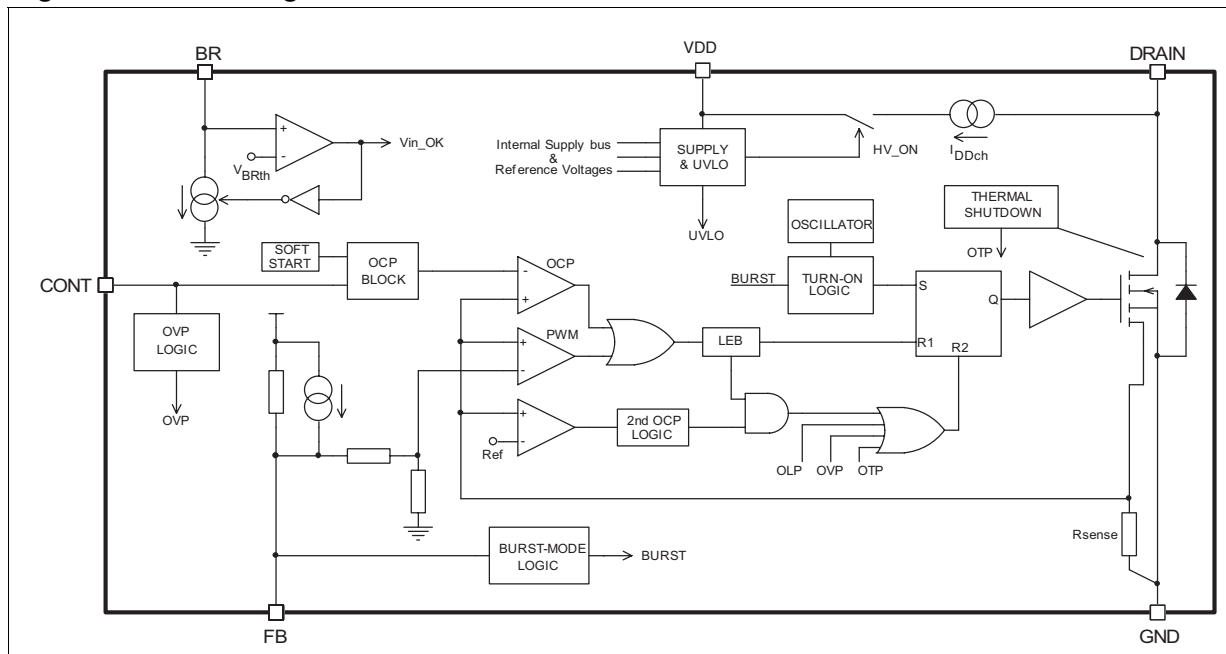 BR
VDD
DRAIN
Vin_OK
VBRth
Internal Supply bus
&
Reference Voltages
SUPPLY
& UVLO
HV_ON
IDDch
UVLO
THERMAL
SHUTDOWN
OTP
OSCILLATOR
SOFT
START
OCP
BLOCK
OCP
BURST
TURN-ON
LOGIC
S
Q
R1
R2
CONT
OVP
LOGIC
OVP
PWM
LEB
2nd OCP
LOGIC
Ref
OLP
OVP
OTP
Rsense
BURST-MODE
LOGIC
BURST
FB
GND